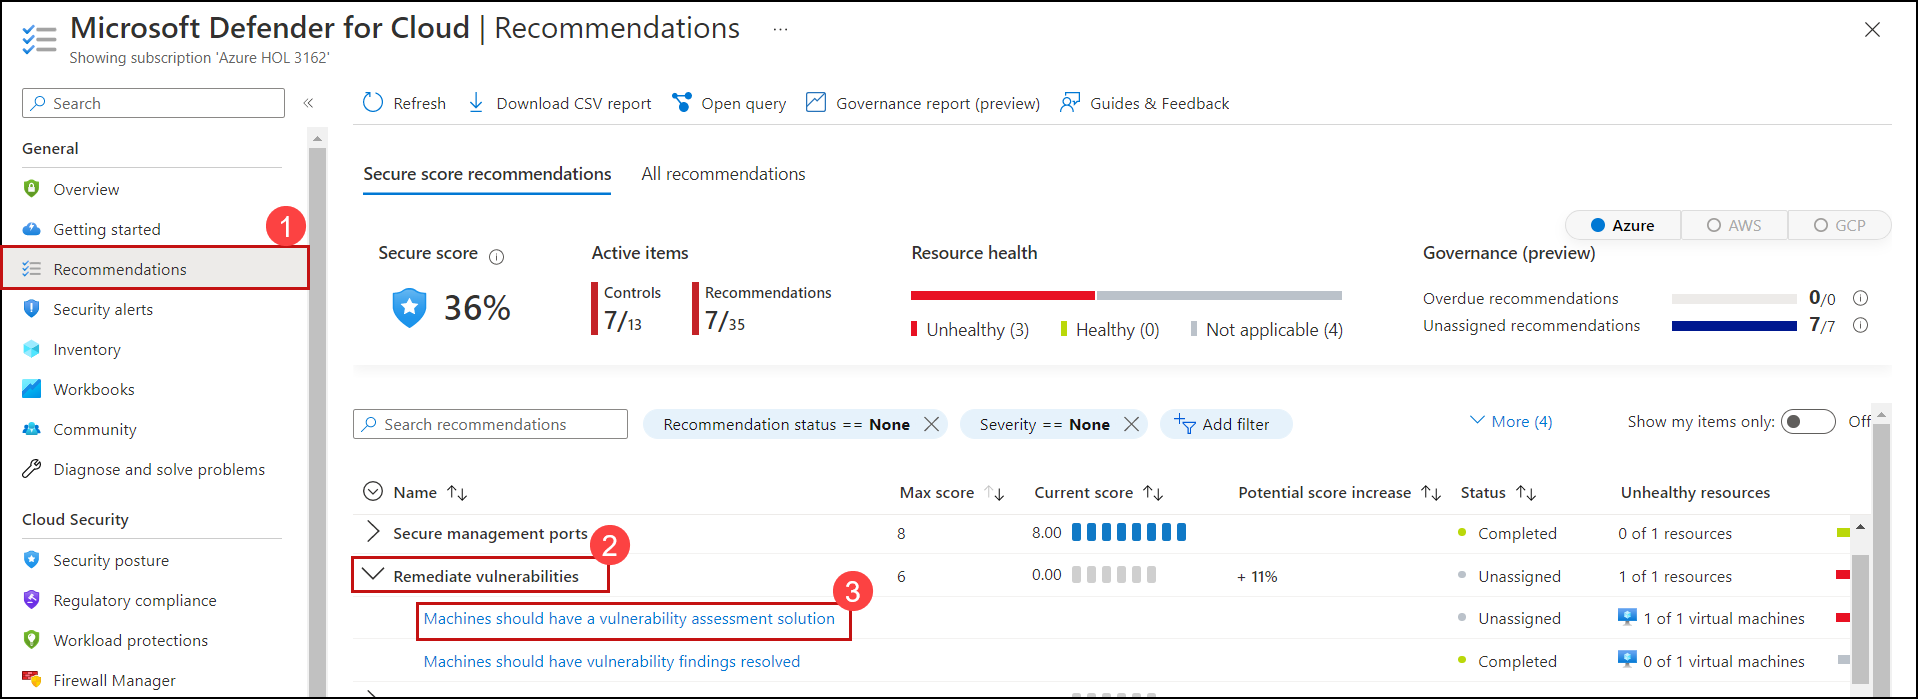 Microsoft Defender for Cloud | Recommendations ...
Showing subscription 'Azure HOL 3162'
Search
«
General
Overview
Getting started
1
Recommendations
Security alerts
Inventory
Workbooks
Community
Diagnose and solve problems
Cloud Security
Security posture
Regulatory compliance
Workload protections
Firewall Manager
Refresh Download CSV report Open query Governance report (preview) Guides & Feedback
Secure score recommendations All recommendations
Azure AWS GCP
Secure score
36%
Active items
Controls
7/13
Recommendations
7/35
Resource health
Unhealthy (3) Healthy (0) Not applicable (4)
Governance (preview)
Overdue recommendations 0/0
Unassigned recommendations 7/7
Search recommendations Recommendation status == None Severity == None Add filter More (4) Show my items only: Off
Name Max score Current score Potential score increase Status Unhealthy resources
Secure management ports 8 8.00 Completed 0 of 1 resources
2
Remediate vulnerabilities 6 0.00 + 11% Unassigned 1 of 1 resources
3
Machines should have a vulnerability assessment solution Unassigned 1 of 1 virtual machines
Machines should have vulnerability findings resolved Completed 0 of 1 virtual machines